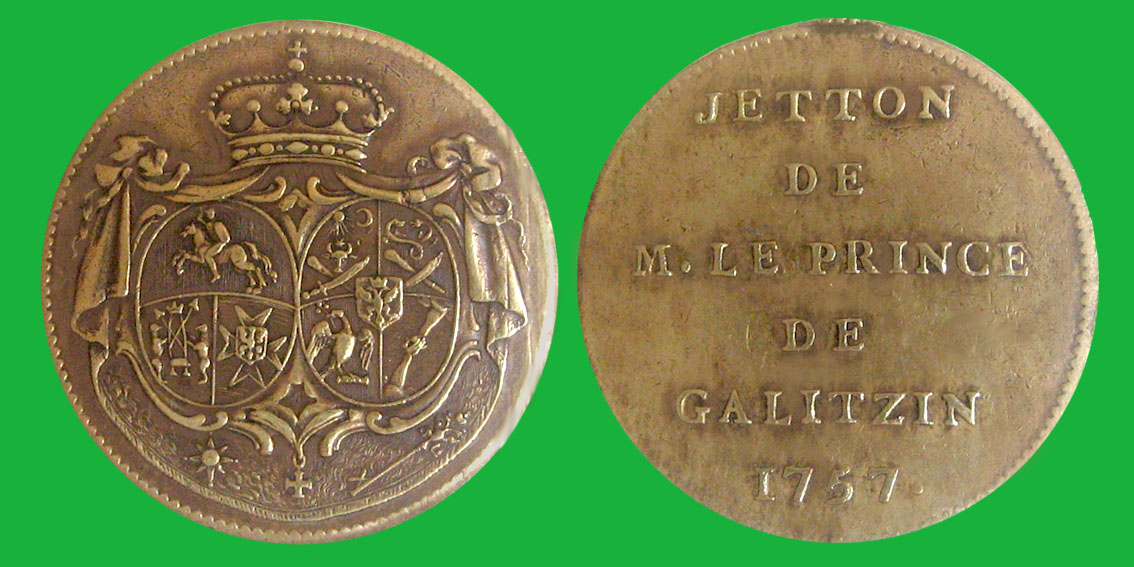 JETTON
DE
M. LE PRINCE
DE
GALITZIN
1757.